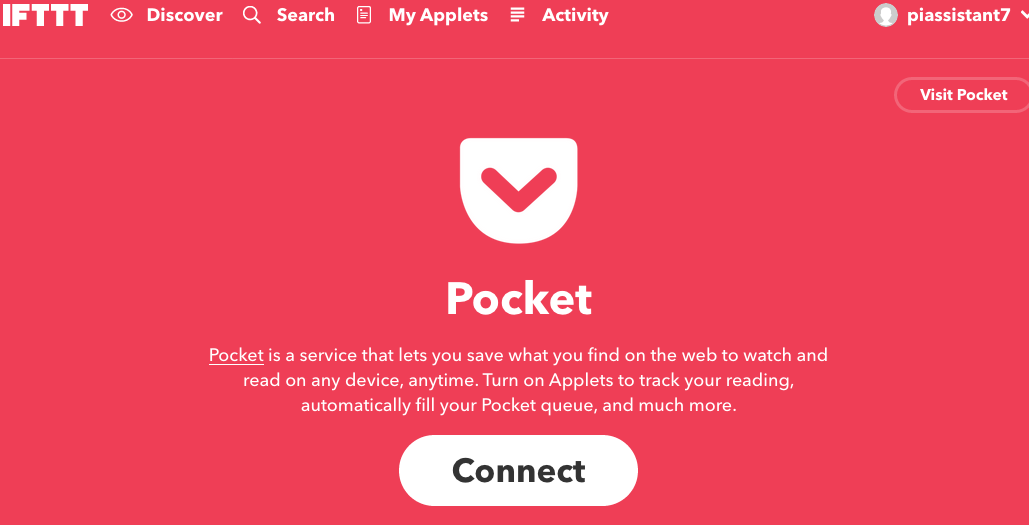 IFTTT Discover Search My Applets Activity piassistant7
Visit Pocket
Pocket
Pocket is a service that lets you save what you find on the web to watch and
read on any device, anytime. Turn on Applets to track your reading,
automatically fill your Pocket queue, and much more.
Connect